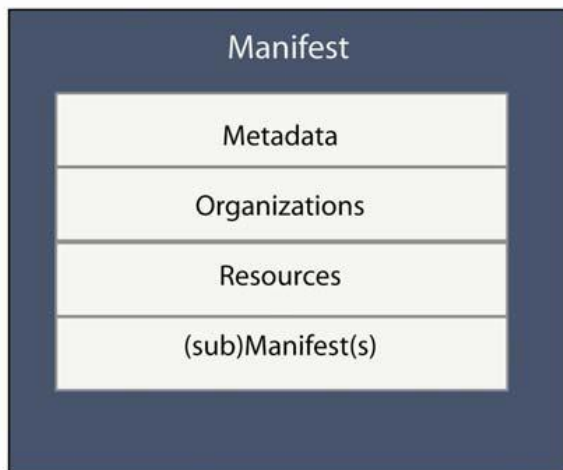 Manifest
Metadata
Organizations
Resources
(sub)Manifest(s)